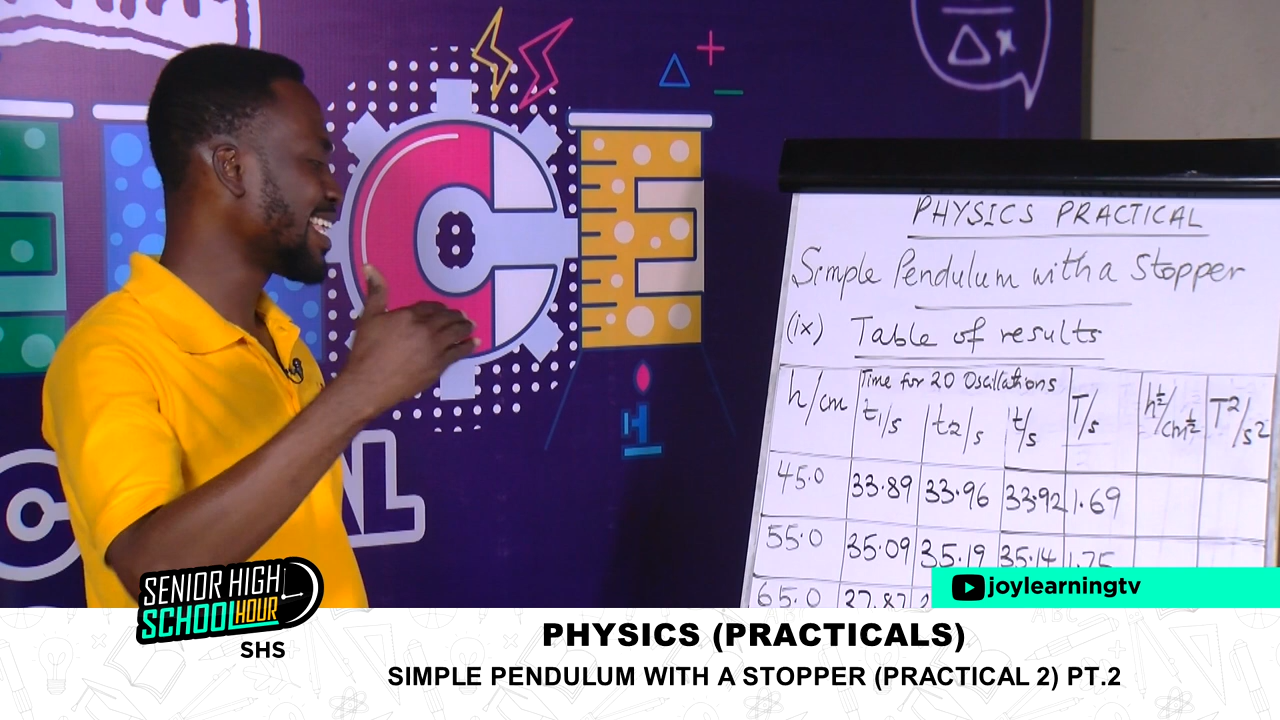 PHYSICS PRACTICAL
Simple Pendulum with a Stopper
(ix) Table of results
h/cm Time for 20 Oscillations T/s h½/cm½ T²/s²
t1/s t2/s t/s
45.0 33.89 33.96 33.92 1.69
55.0 35.09 35.19 35.14 1.75
65.0
joylearningtv
SENIOR HIGH
SCHOOL HOUR
SHS
PHYSICS (PRACTICALS)
SIMPLE PENDULUM WITH A STOPPER (PRACTICAL 2) PT.2